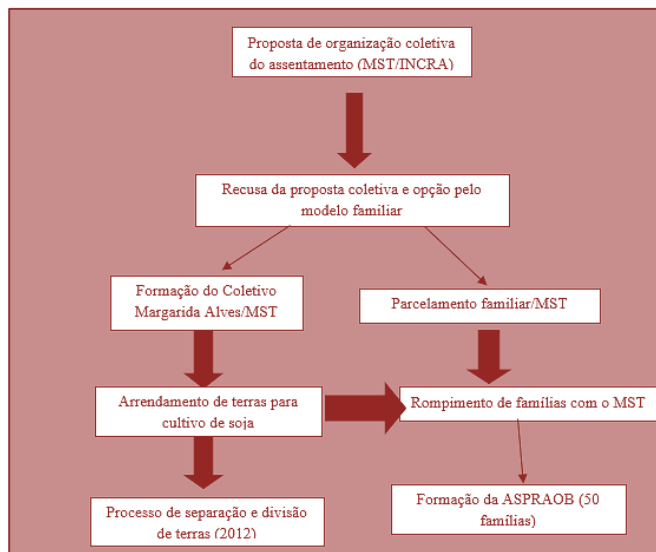 Proposta de organização coletiva
do assentamento (MST/INCRA)
Recusa da proposta coletiva e opção pelo
modelo famíliar
Formação do Coletivo
Margarida Alves/MST
Parcelamento familiar/MST
Arrendamento de terras para
cultivo de soja
Rompimento de famílias com o MST
Processo de separação e divisão
de terras (2012)
Formação da ASPRAOB (50
famílias)